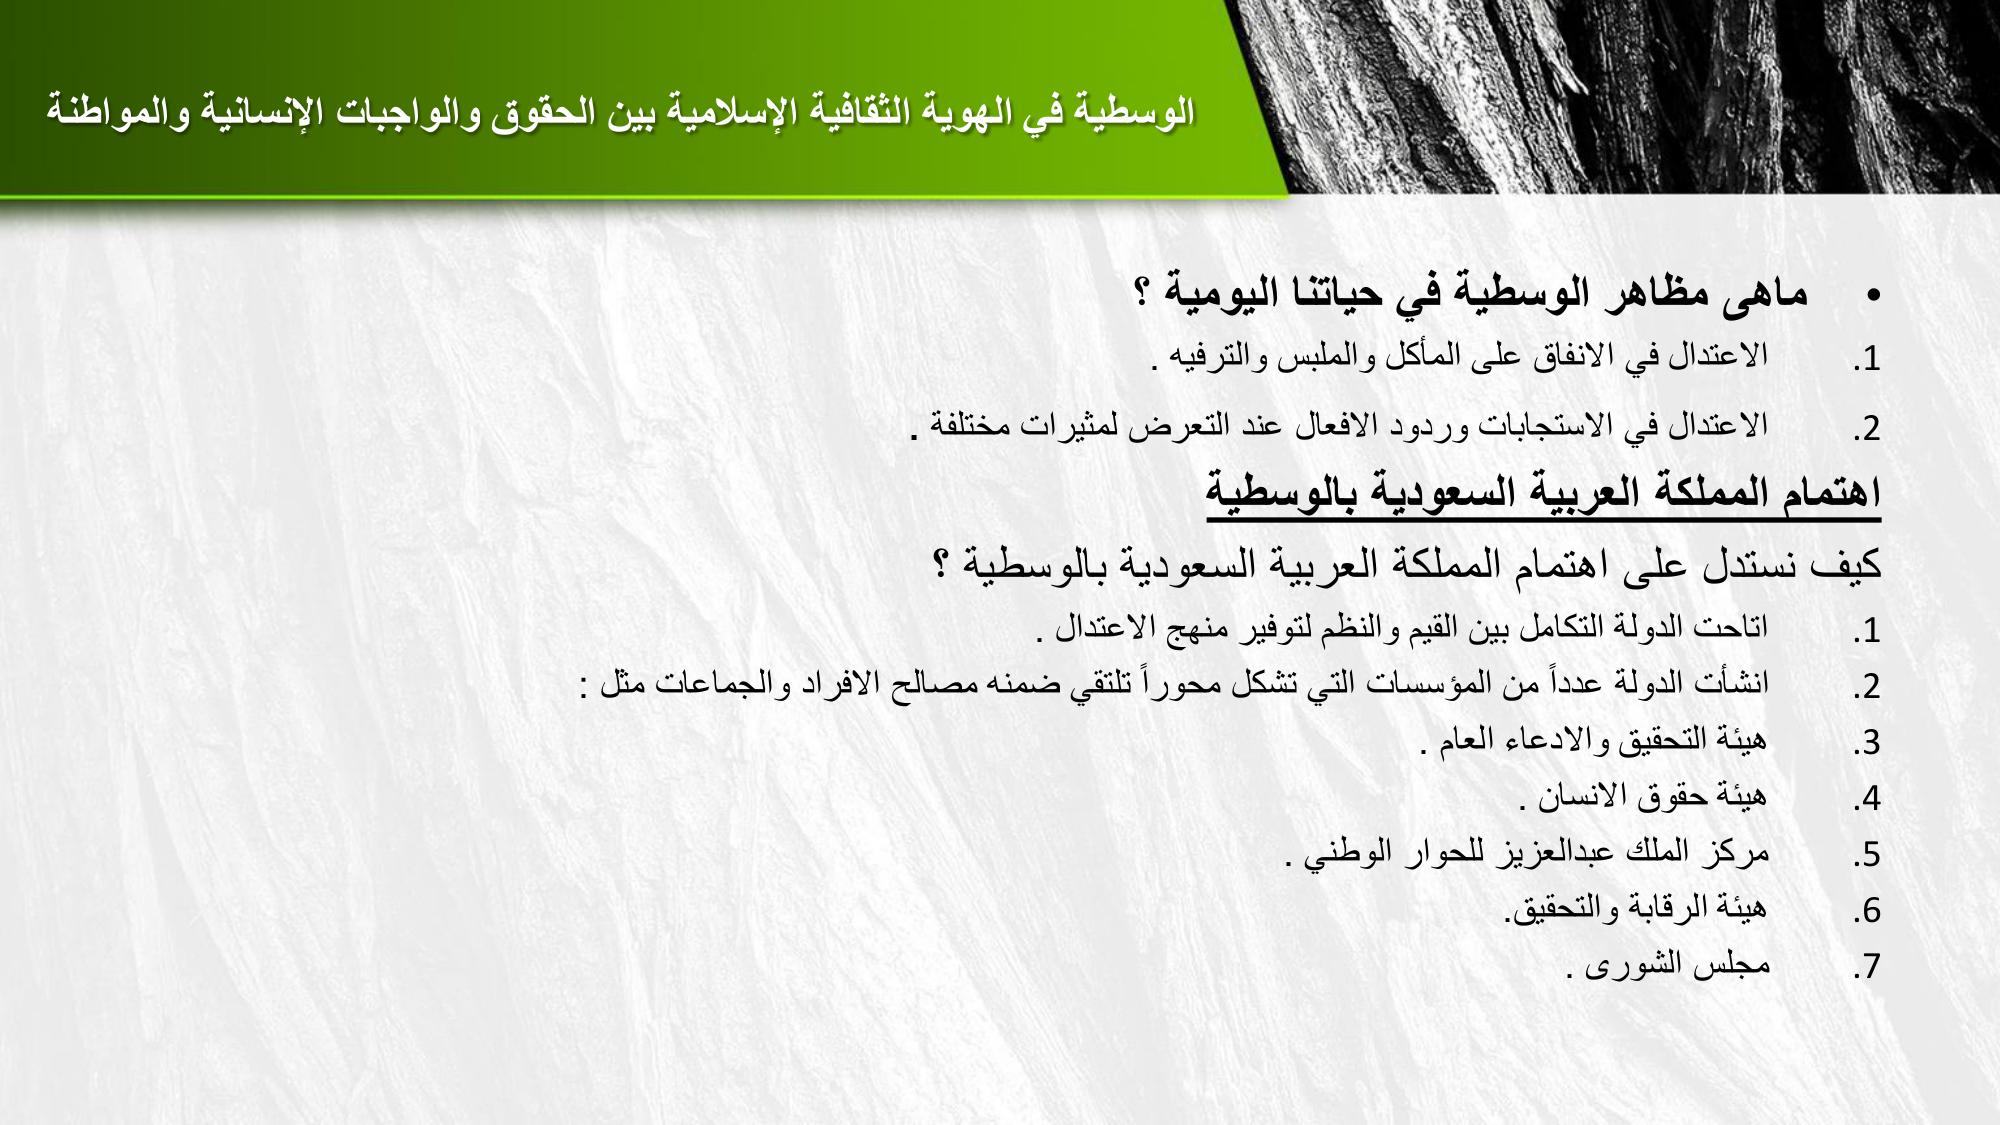 الوسطية في الهوية الثقافية الإسلامية بين الحقوق والواجبات الإنسانية والمواطنة
• ماهى مظاهر الوسطية في حياتنا اليومية ؟
1. الاعتدال في الانفاق على المأكل والملبس والترفيه .
2. الاعتدال في الاستجابات وردود الافعال عند التعرض لمثيرات مختلفة .
اهتمام المملكة العربية السعودية بالوسطية
كيف نستدل على اهتمام المملكة العربية السعودية بالوسطية ؟
1. اتاحت الدولة التكامل بين القيم والنظم لتوفير منهج الاعتدال .
2. انشأت الدولة عدداً من المؤسسات التي تشكل محوراً تلتقي ضمنه مصالح الافراد والجماعات مثل :
3. هيئة التحقيق والادعاء العام .
4. هيئة حقوق الانسان .
5. مركز الملك عبدالعزيز للحوار الوطني .
6. هيئة الرقابة والتحقيق.
7. مجلس الشورى .